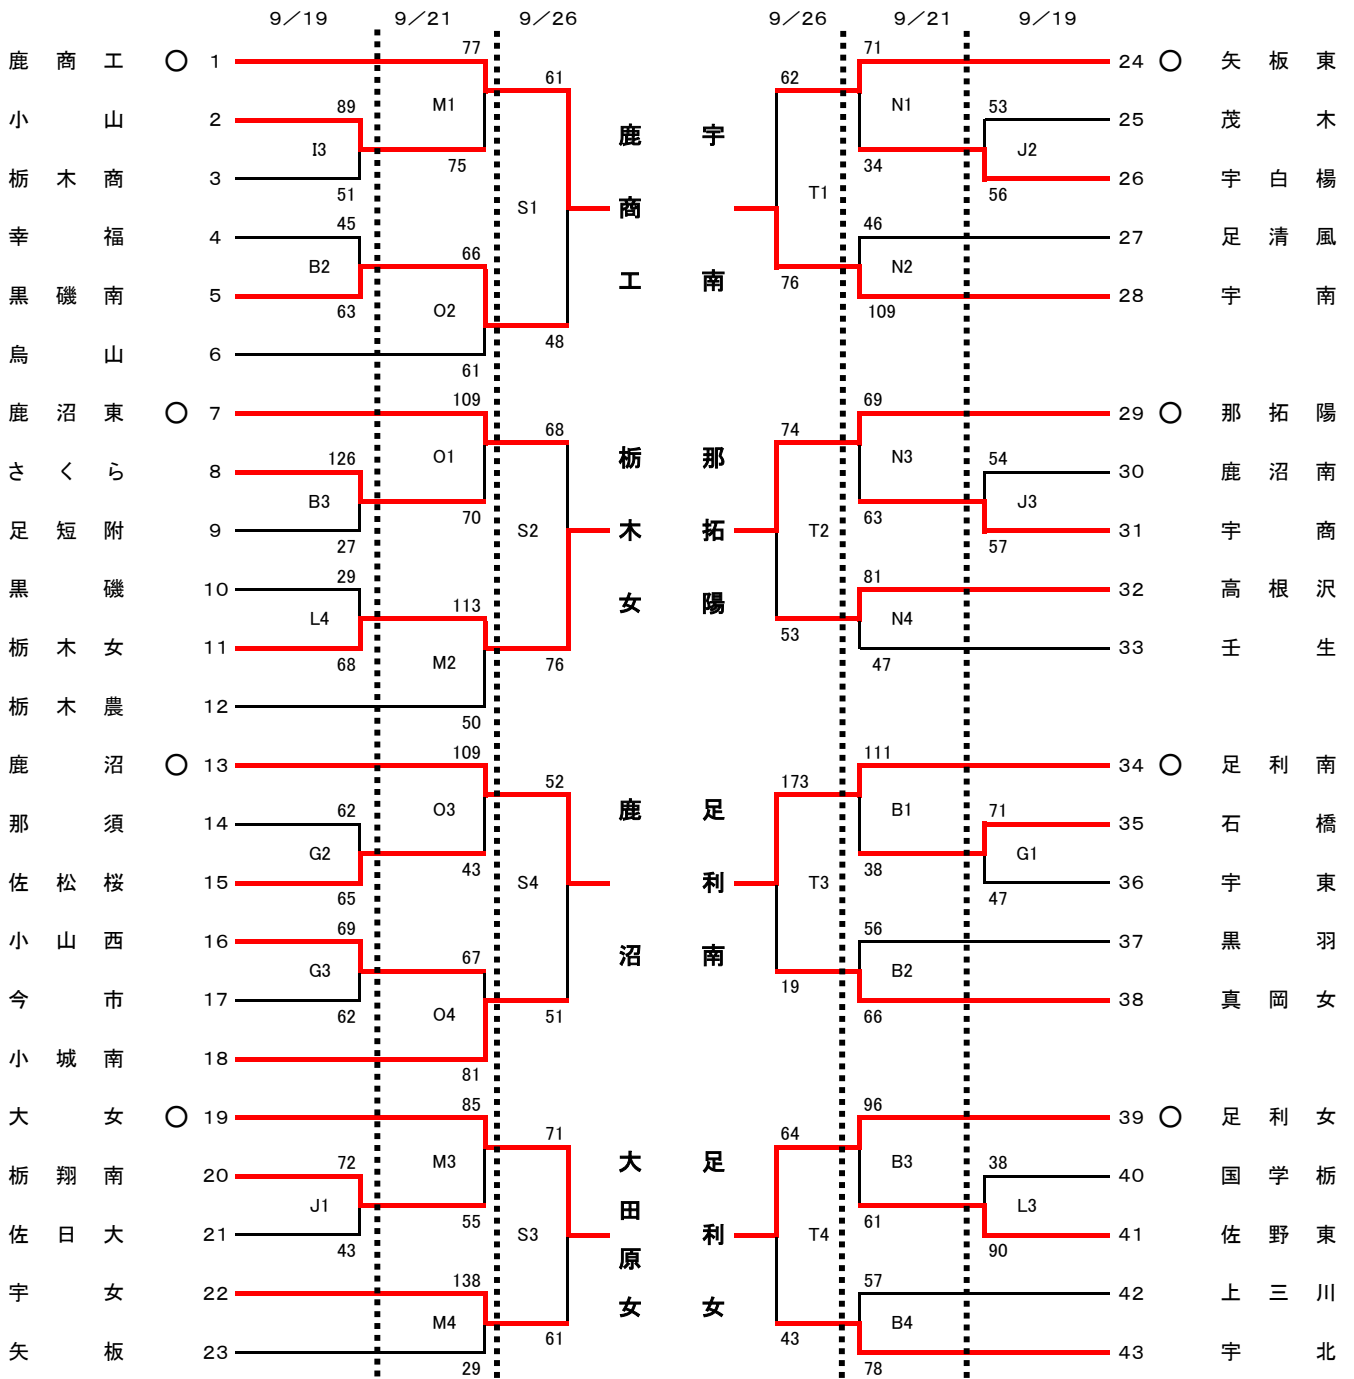 9/19 9/21 9/26 9/26 9/21 9/19
77 71
鹿商工 ○ 1 61 62 24 ○ 矢板東
89 M1 N1 53
小山 2 鹿 宇 25 茂木
I3 J2
栃木商 3 75 34 26 宇白楊
51 T1 56
45 S1 商 46
幸福 4 66 27 足清風
B2 N2
黒磯南 5 工 南 76 28 宇南
63 O2 109
烏山 6 48
61
109 69
鹿沼東 ○ 7 68 74 29 ○ 那拓陽
126 O1 栃 那 N3 54
さくら 8 30 鹿沼南
B3 J3
足短附 9 70 S2 木 拓 T2 63 31 宇商
27 57
29 81
黒磯 10 113 女 陽 32 高根沢
L4 N4 53
栃木女 11 33 壬生
68 M2 76 47
栃木農 12
50
109 111
鹿沼 ○ 13 52 173 34 ○ 足利南
62 O3 鹿 足 B1 71
那須 14 35 石橋
G2 43 38 G1
佐松桜 15 S4 利 T3 36 宇東
65 47
69 56
小山西 16 67 沼 南 37 黒羽
G3 B2 19
今市 17 38 真岡女
62 O4 51 66
小城南 18
81
85 96
大女 ○ 19 71 64 39 ○ 足利女
72 M3 大 足 B3 38
栃翔南 20 40 国学栃
J1 田 L3
佐日大 21 55 S3 利 T4 61 41 佐野東
43 原 90
138 57
宇女 22 女 女 42 上三川
M4 61 43 B4
矢板 23 43 宇北
29 78